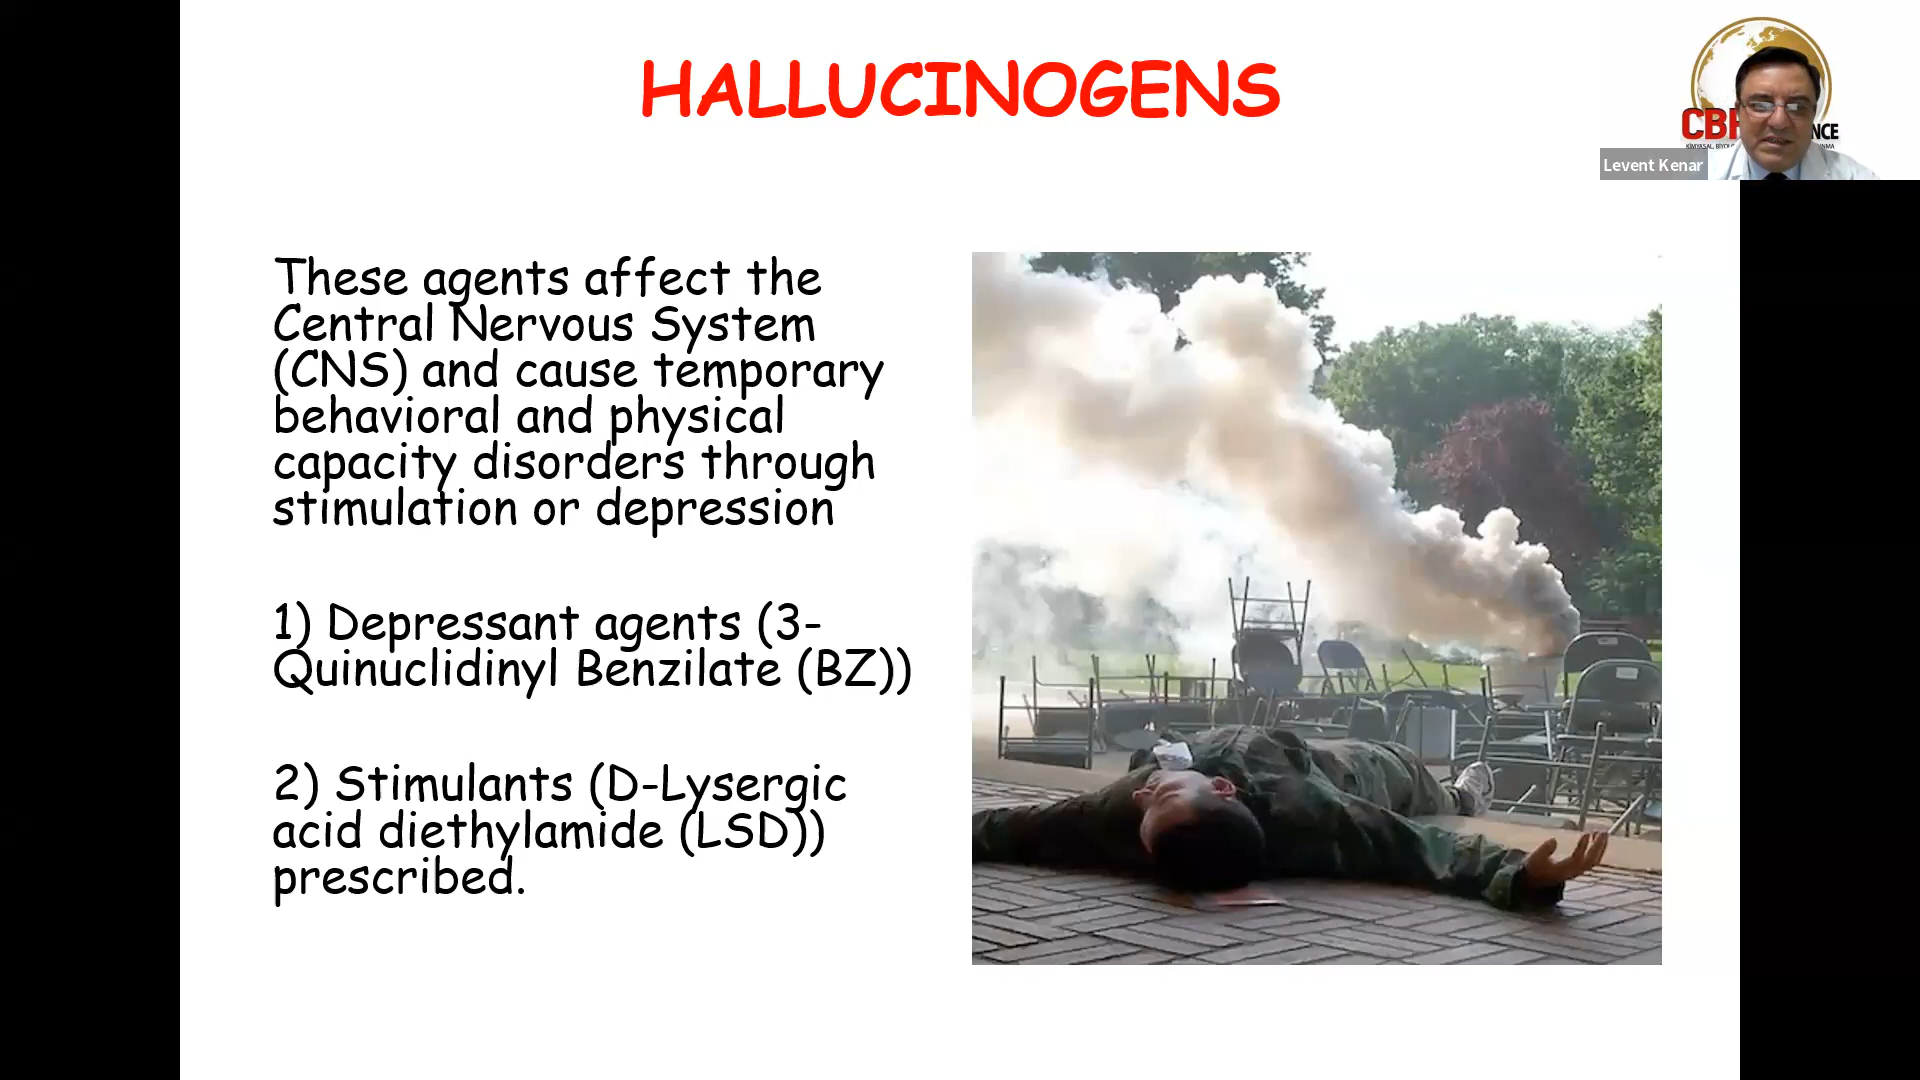 HALLUCINOGENS
CB
NCE
Levent Kenar
These agents affect the
Central Nervous System
(CNS) and cause temporary
behavioral and physical
capacity disorders through
stimulation or depression
1) Depressant agents (3-
Quinuclidinyl Benzilate (BZ))
2) Stimulants (D-Lysergic
acid diethylamide (LSD))
prescribed.